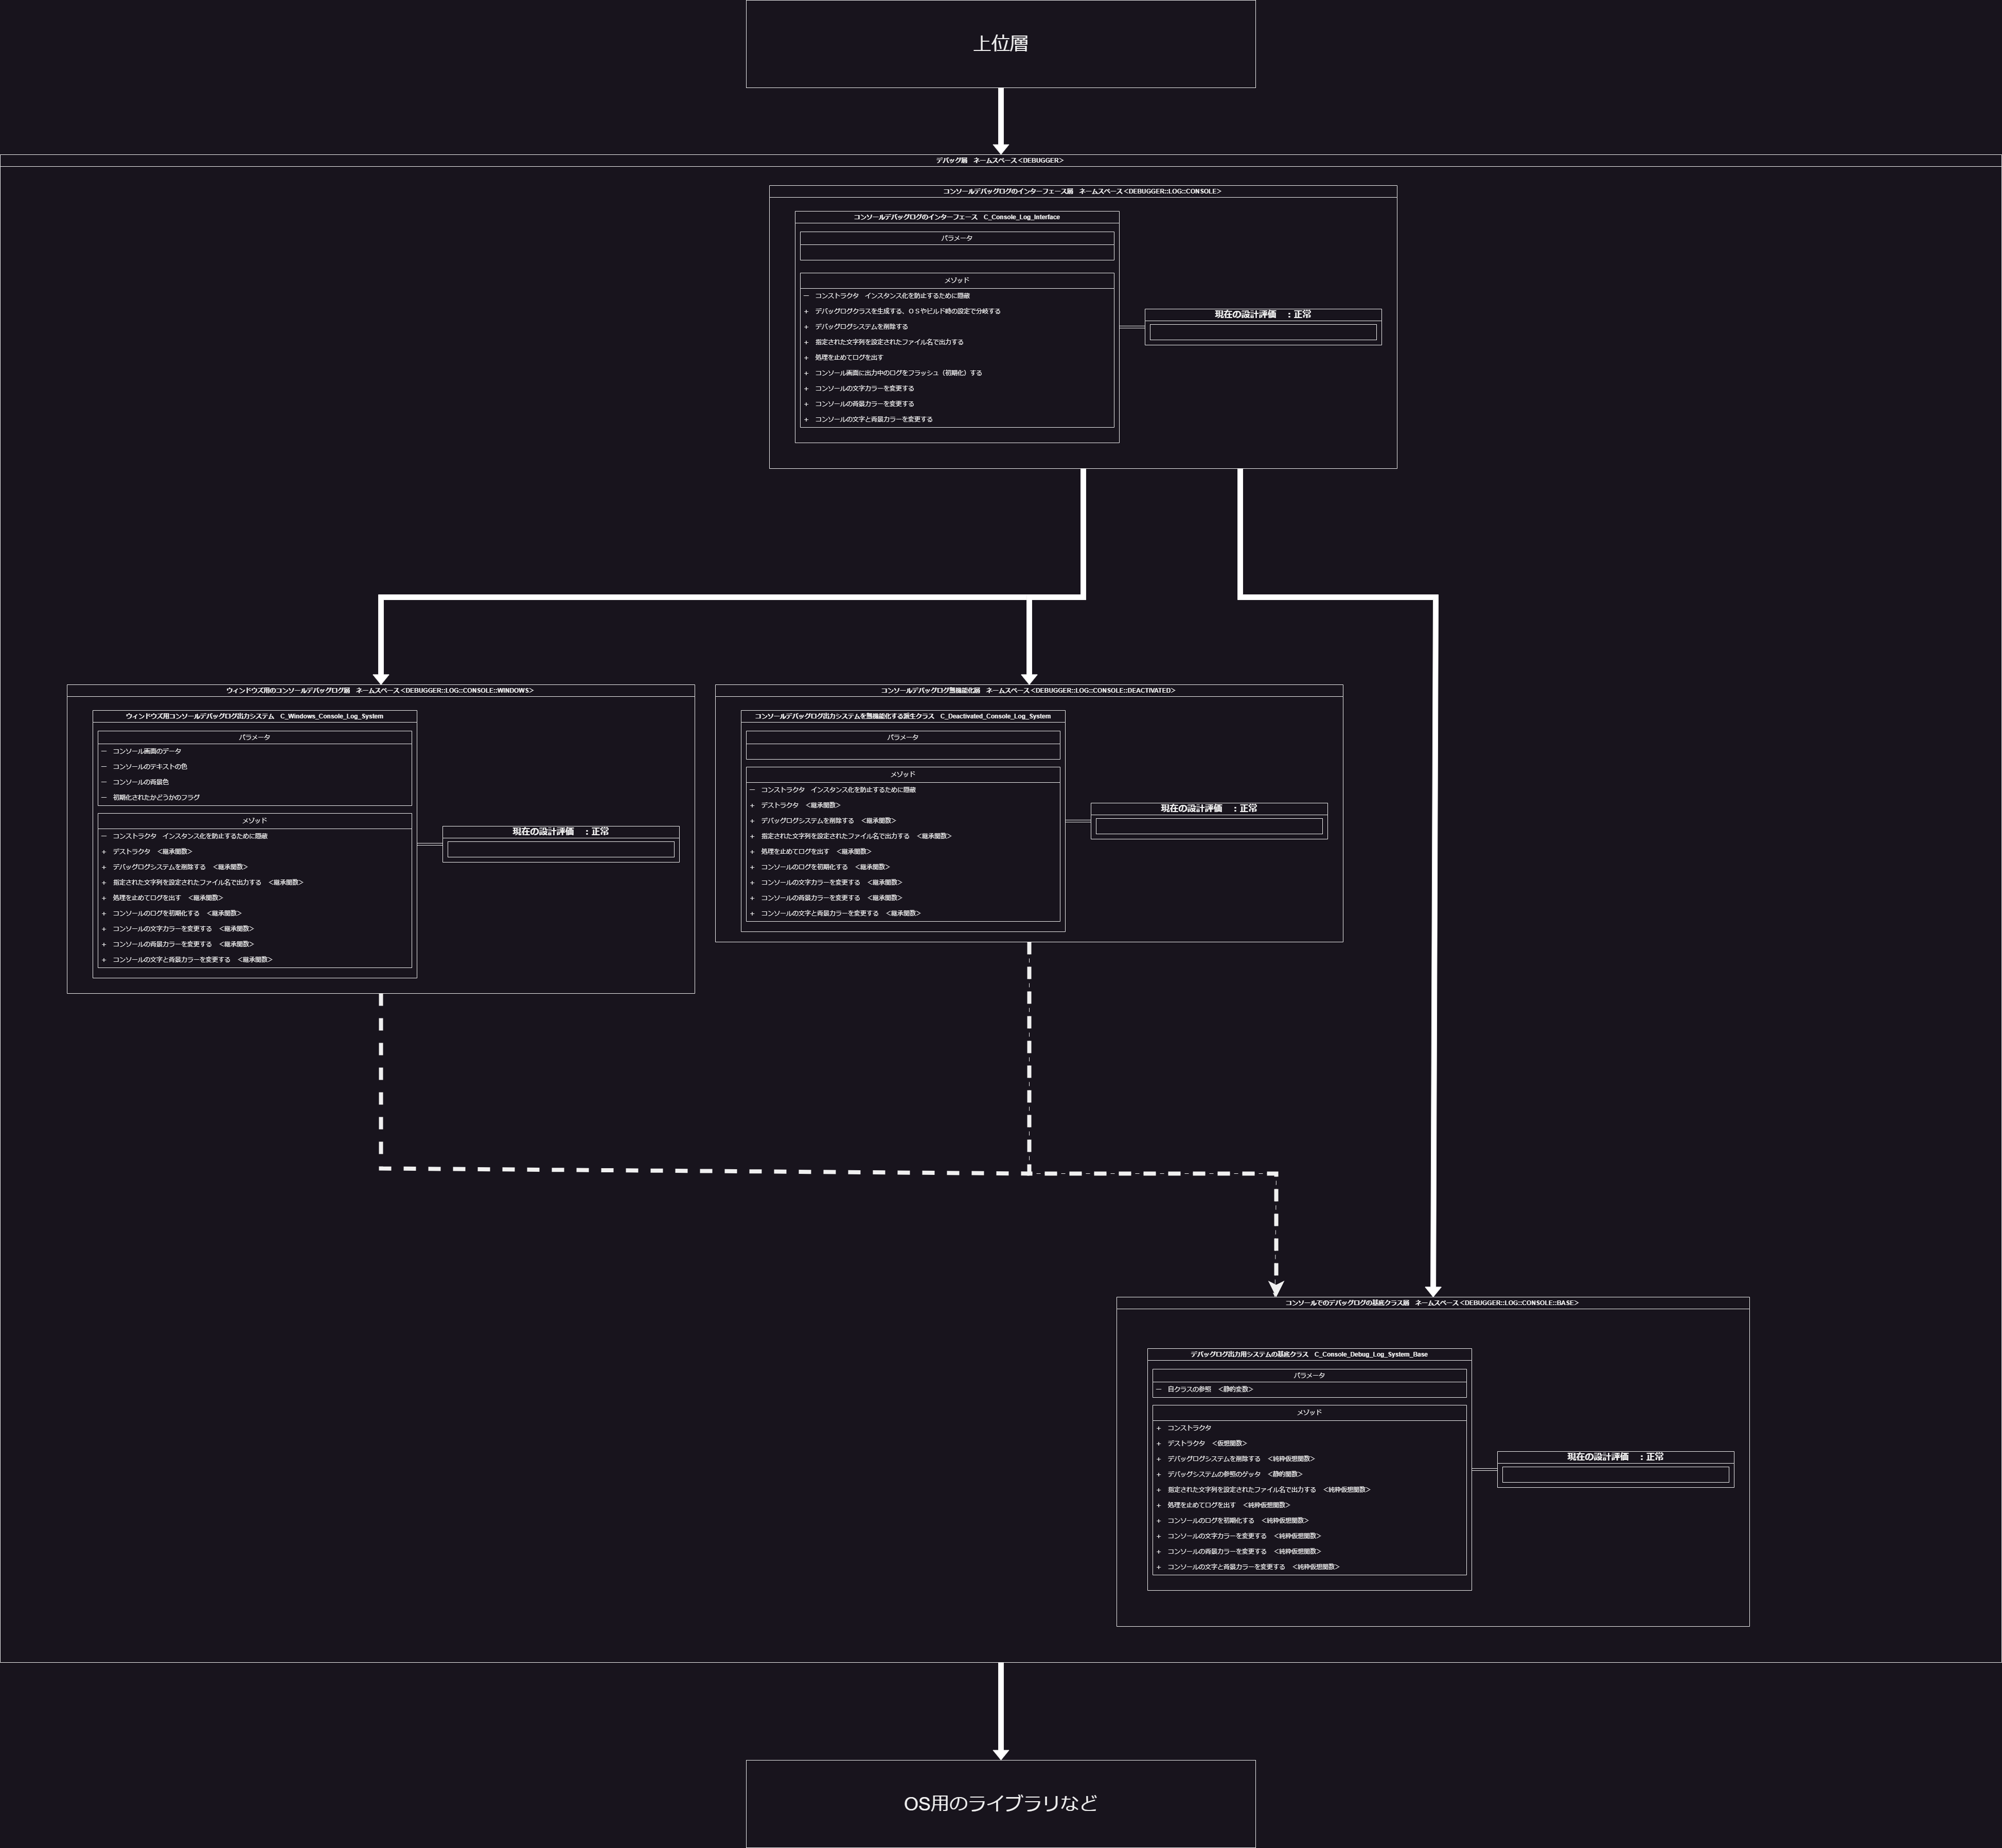 上位層
デバッグ層　ネームスペース＜DEBUGGER＞
コンソールデバッグログのインターフェース層　ネームスペース＜DEBUGGER::LOG::CONSOLE＞
コンソールデバッグログのインターフェース　C_Console_Log_Interface
パラメータ
メソッド
－　コンストラクタ　インスタンス化を防止するために隠蔽
+　デバッグログクラスを生成する、ＯＳやビルド時の設定で分岐する
+　デバッグログシステムを削除する
+　指定された文字列を設定されたファイル名で出力する
+　処理を止めてログを出す
+　コンソール画面に出力中のログをフラッシュ（初期化）する
+　コンソールの文字カラーを変更する
+　コンソールの背景カラーを変更する
+　コンソールの文字と背景カラーを変更する
現在の設計評価　：正常
ウィンドウズ用のコンソールデバッグログ層　ネームスペース＜DEBUGGER::LOG::CONSOLE::WINDOWS＞
ウィンドウズ用コンソールデバッグログ出力システム　C_Windows_Console_Log_System
パラメータ
－　コンソール画面のデータ
－　コンソールのテキストの色
－　コンソールの背景色
－　初期化されたかどうかのフラグ
メソッド
－　コンストラクタ　インスタンス化を防止するために隠蔽
+　デストラクタ　＜継承関数＞
+　デバッグログシステムを削除する　＜継承関数＞
+　指定された文字列を設定されたファイル名で出力する　＜継承関数＞
+　処理を止めてログを出す　＜継承関数＞
+　コンソールのログを初期化する　＜継承関数＞
+　コンソールの文字カラーを変更する　＜継承関数＞
+　コンソールの背景カラーを変更する　＜継承関数＞
+　コンソールの文字と背景カラーを変更する　＜継承関数＞
現在の設計評価　：正常
コンソールデバッグログ無機能化層　ネームスペース＜DEBUGGER::LOG::CONSOLE::DEACTIVATED＞
コンソールデバッグログ出力システムを無機能化する派生クラス　C_Deactivated_Console_Log_System
パラメータ
メソッド
－　コンストラクタ　インスタンス化を防止するために隠蔽
+　デストラクタ　＜継承関数＞
+　デバッグログシステムを削除する　＜継承関数＞
+　指定された文字列を設定されたファイル名で出力する　＜継承関数＞
+　処理を止めてログを出す　＜継承関数＞
+　コンソールのログを初期化する　＜継承関数＞
+　コンソールの文字カラーを変更する　＜継承関数＞
+　コンソールの背景カラーを変更する　＜継承関数＞
+　コンソールの文字と背景カラーを変更する　＜継承関数＞
現在の設計評価　：正常
コンソールでのデバッグログの基底クラス層　ネームスペース＜DEBUGGER::LOG::CONSOLE::BASE＞
デバッグログ出力用システムの基底クラス　C_Console_Debug_Log_System_Base
パラメータ
－　自クラスの参照　＜静的変数＞
メソッド
+　コンストラクタ
+　デストラクタ　＜仮想関数＞
+　デバッグログシステムを削除する　＜純粋仮想関数＞
+　デバッグシステムの参照のゲッタ　＜静的関数＞
+　指定された文字列を設定されたファイル名で出力する　＜純粋仮想関数＞
+　処理を止めてログを出す　＜純粋仮想関数＞
+　コンソールのログを初期化する　＜純粋仮想関数＞
+　コンソールの文字カラーを変更する　＜純粋仮想関数＞
+　コンソールの背景カラーを変更する　＜純粋仮想関数＞
+　コンソールの文字と背景カラーを変更する　＜純粋仮想関数＞
現在の設計評価　：正常
OS用のライブラリなど